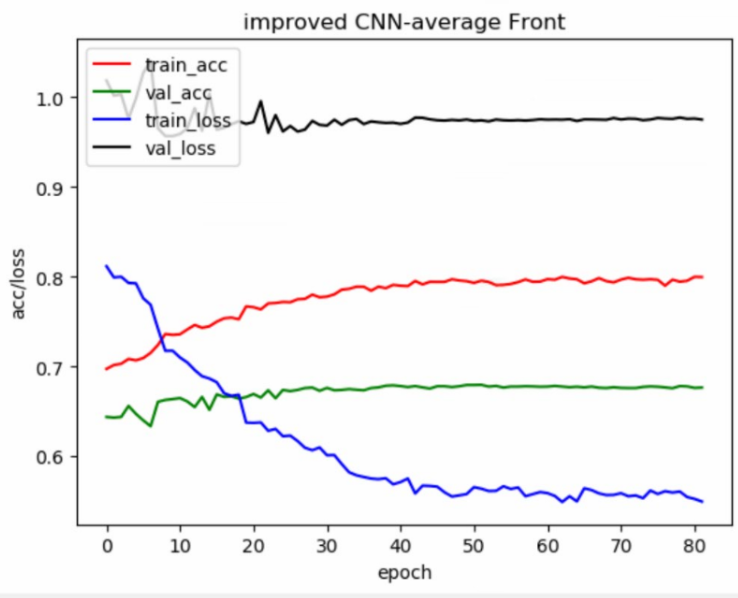 improved CNN-average Front
train_acc
val_acc
train_loss
val_loss
1.0
0.9
0.8
0.7
0.6
acc/loss
0 10 20 30 40 50 60 70 80
epoch